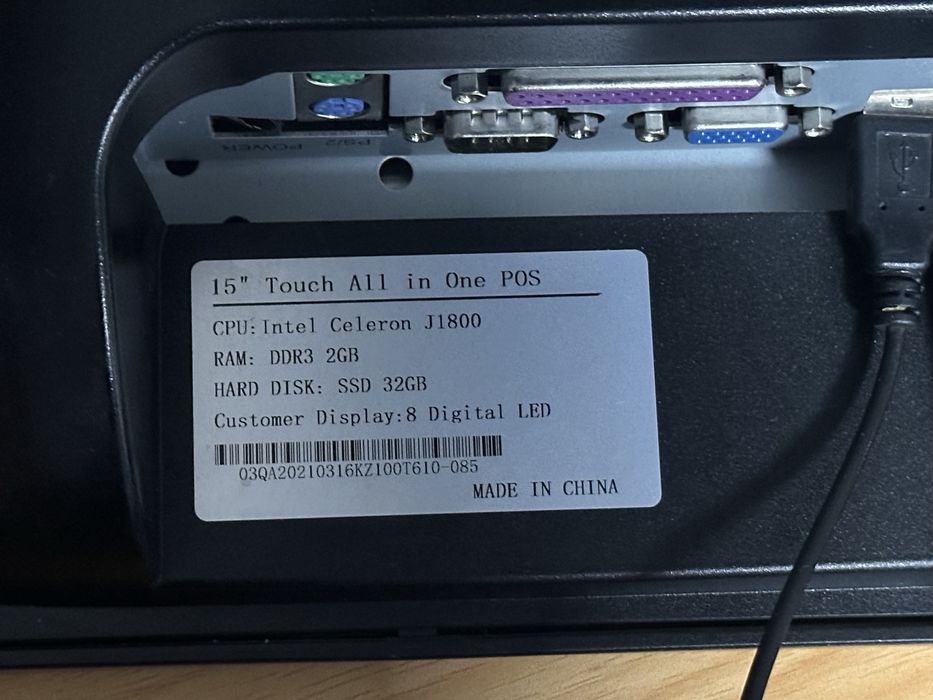 POWER
PS/2
15" Touch All in One POS
CPU:Intel Celeron J1800
RAM: DDR3 2GB
HARD DISK: SSD 32GB
Customer Display:8 Digital LED
03QA20210316KZ100T610-085
MADE IN CHINA